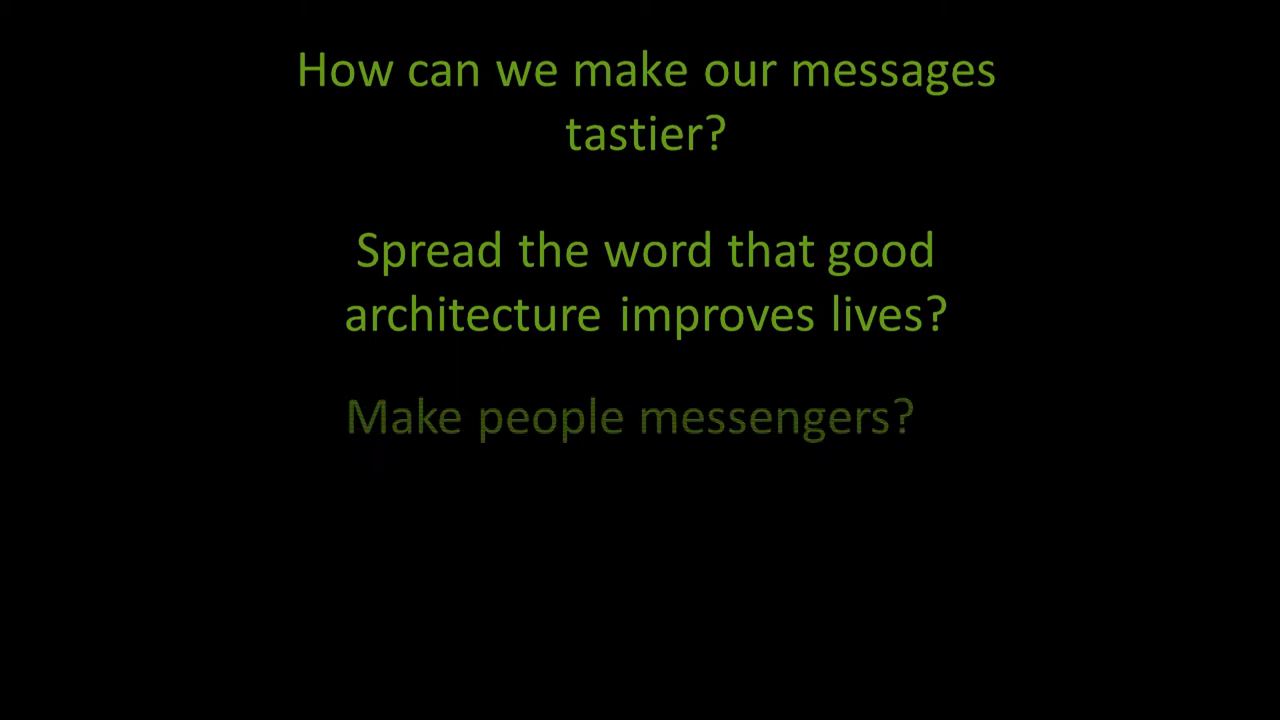 How can we make our messages
tastier?
Spread the word that good
architecture improves lives?
Make people messengers?